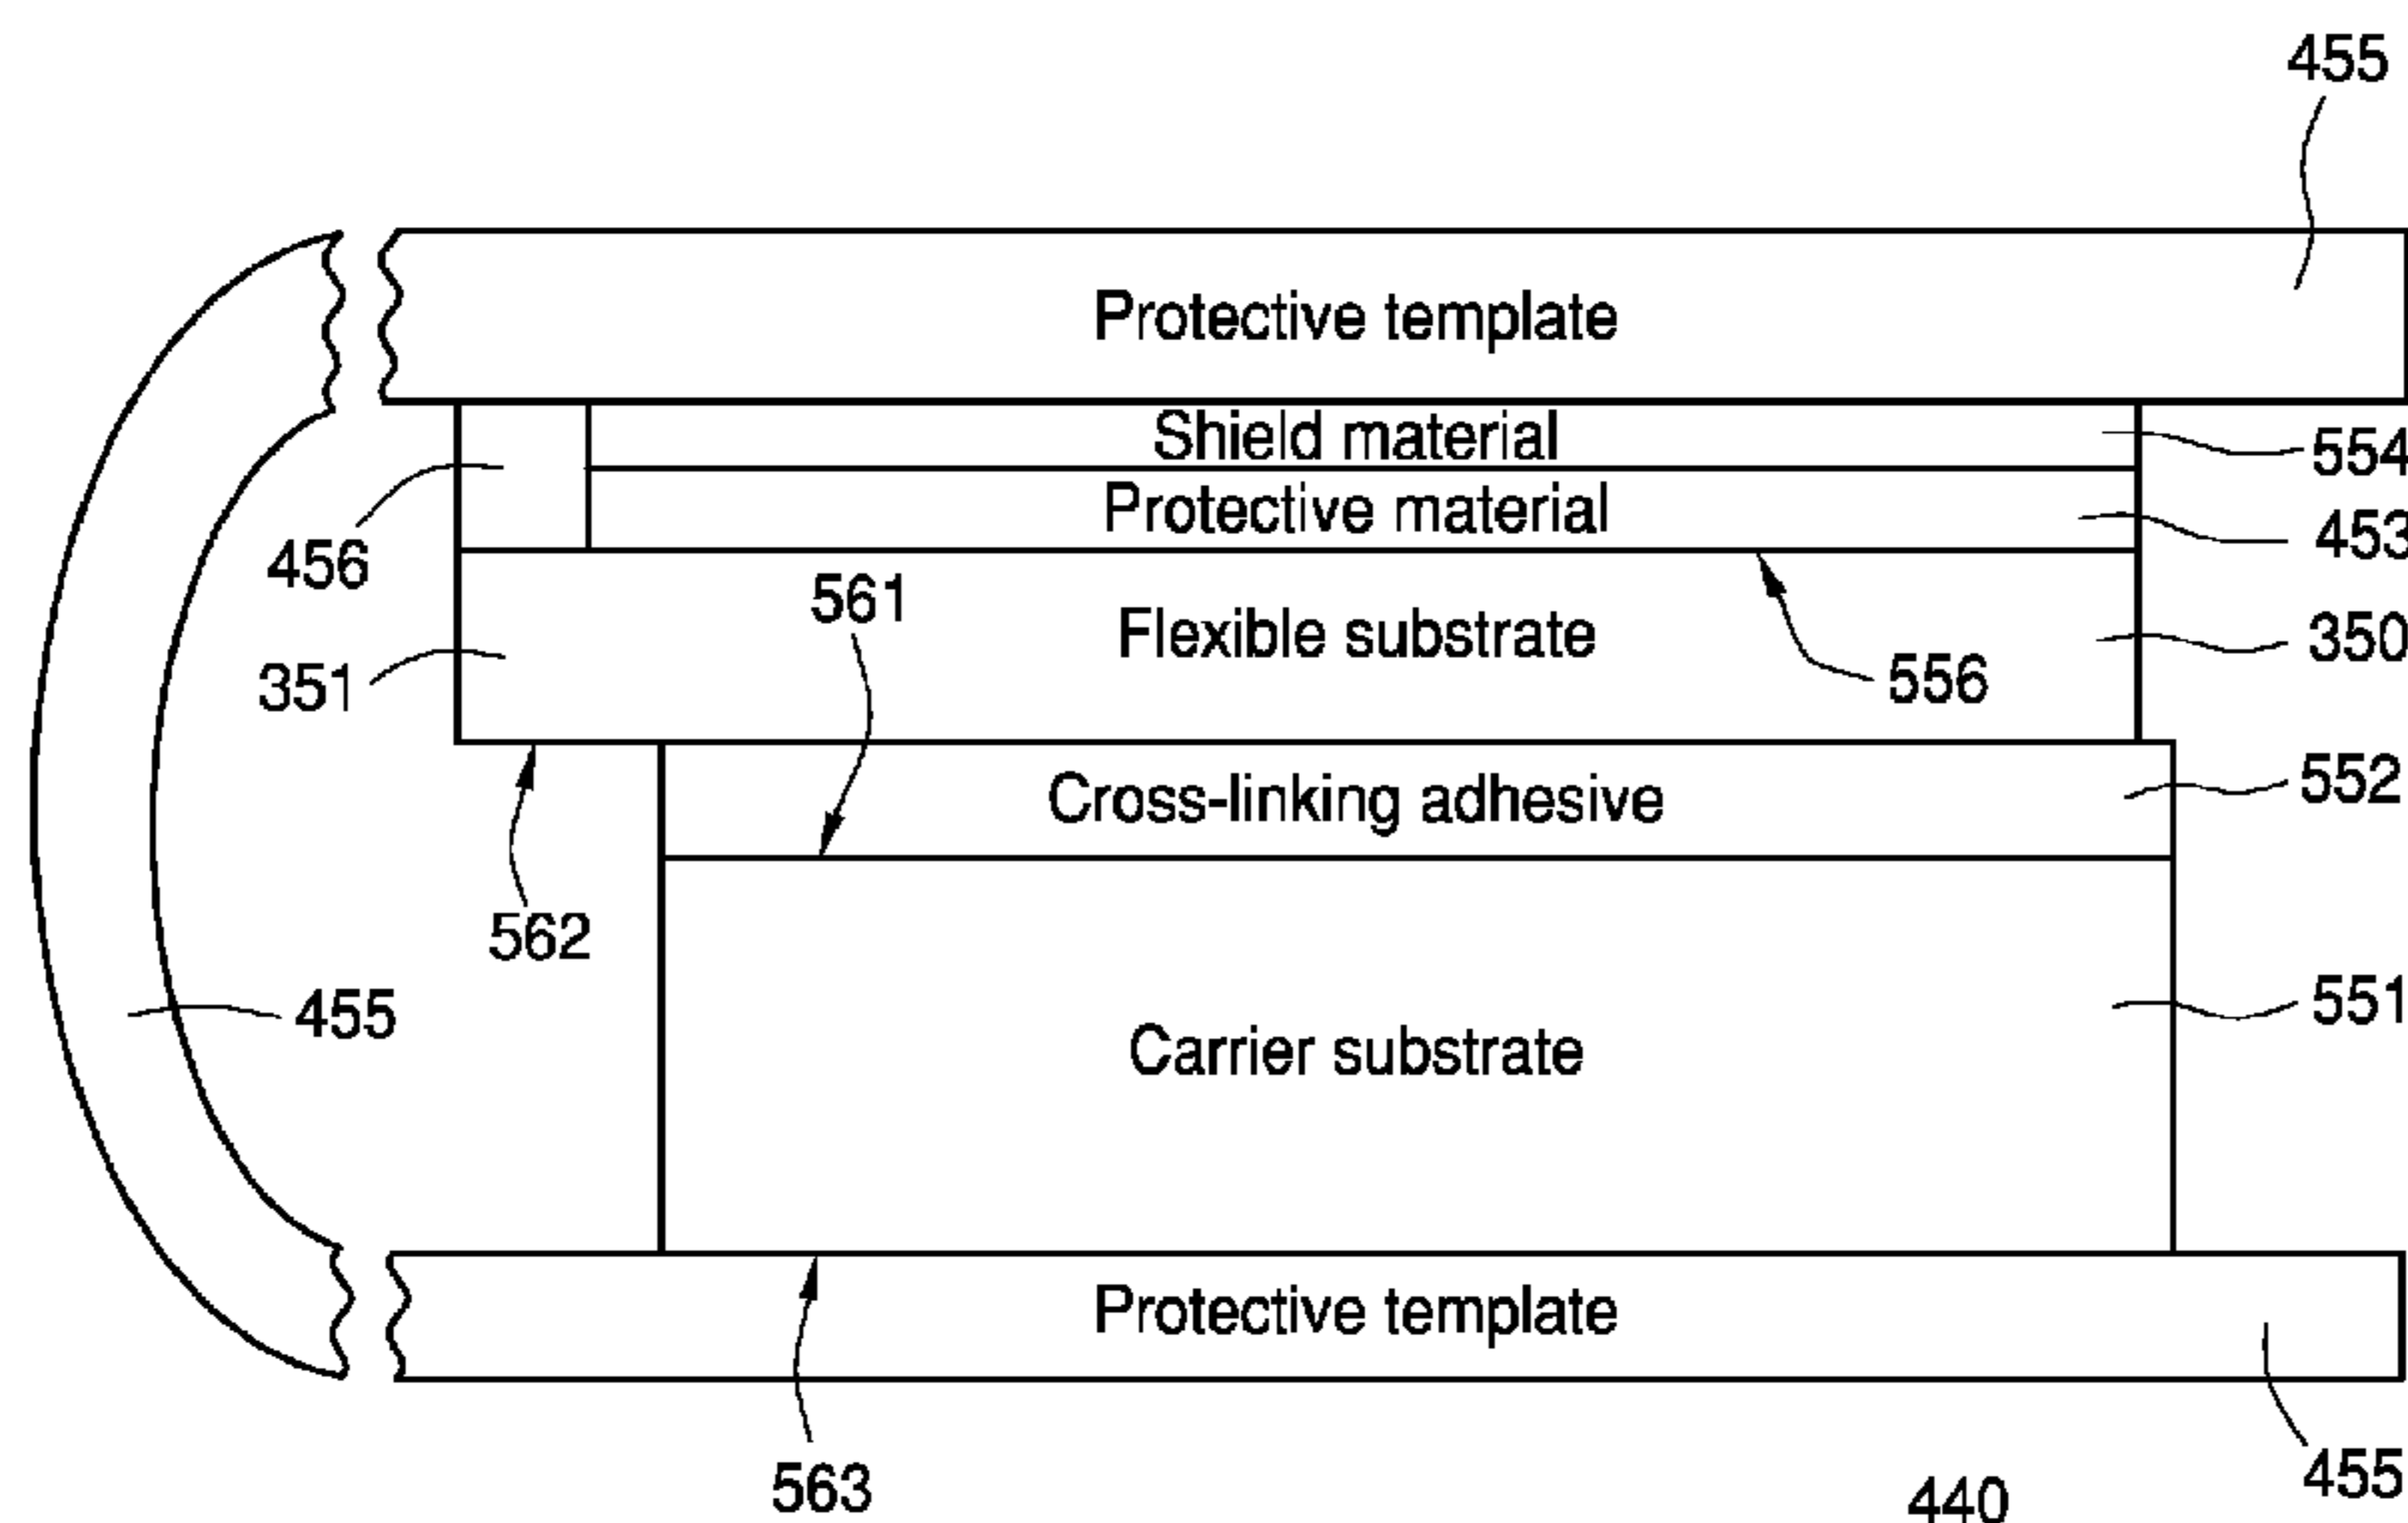 455
Protective template
Shield material
554
Protective material
453
456
561
Flexible substrate
350
351
556
Cross-linking adhesive
552
562
455
551
Carrier substrate
Protective template
563
455
440